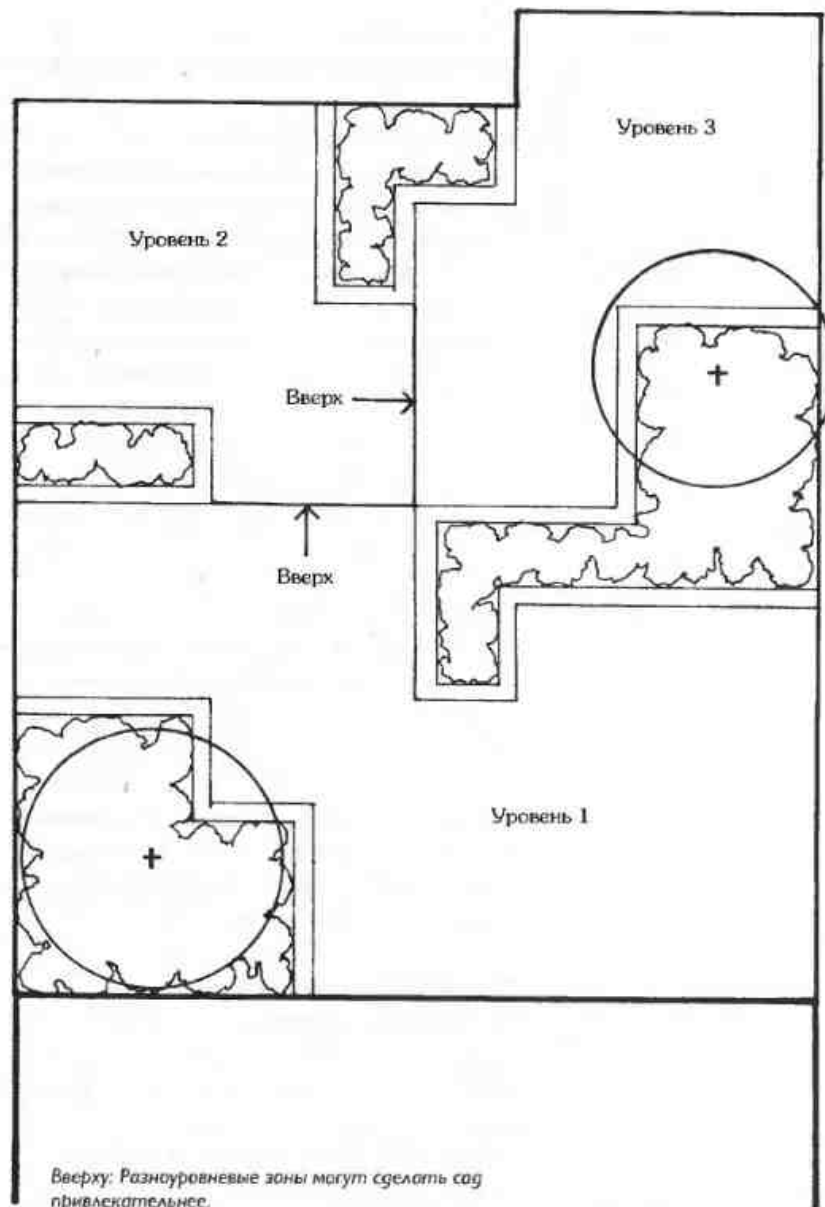 Уровень 3
Уровень 2
Вверх
Вверх
Уровень 1
Вверху: Разноуровневые зоны могут сделать сад
привлекательнее.